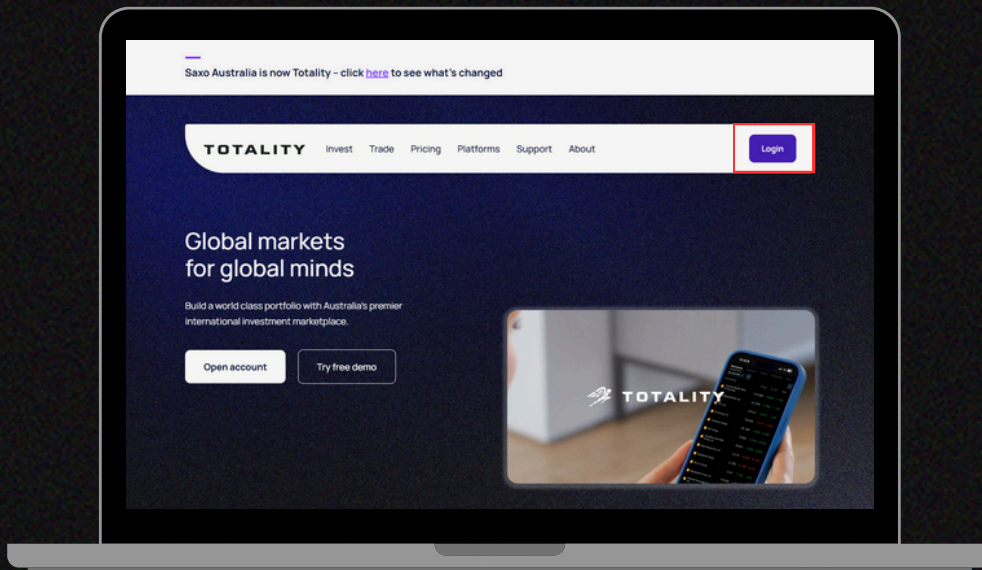 Saxo Australia is now Totality – click here to see what's changed
TOTALITY Invest Trade Pricing Platforms Support About Login
Global markets
for global minds
Build a world class portfolio with Australia's premier
international investment marketplace.
Open account Try free demo
TOTALITY